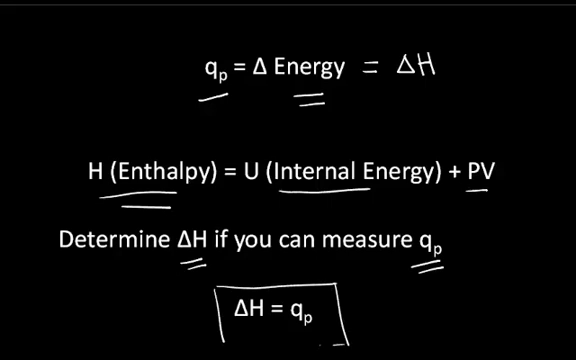 qₚ = Δ Energy = ΔH
H (Enthalpy) = U (Internal Energy) + PV
Determine ΔH if you can measure qₚ
ΔH = qₚ